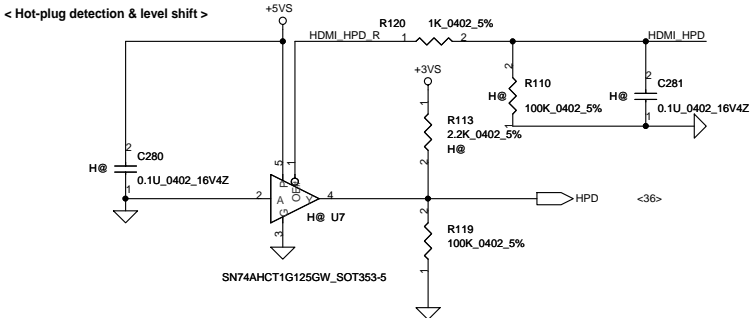 < Hot-plug detection & level shift >
+5VS
R120
1K_0402_5%
HDMI_HPD_R
1
2
HDMI_HPD
+3VS
2
R110
H@
100K_0402_5%
1
2
C281
H@
0.1U_0402_16V4Z
1
1
R113
2.2K_0402_5%
H@
2
2
C280
H@
0.1U_0402_16V4Z
1
5
1
P
OE#
2
A
Y
4
G
H@ U7
3
HPD
<36>
2
R119
100K_0402_5%
1
SN74AHCT1G125GW_SOT353-5